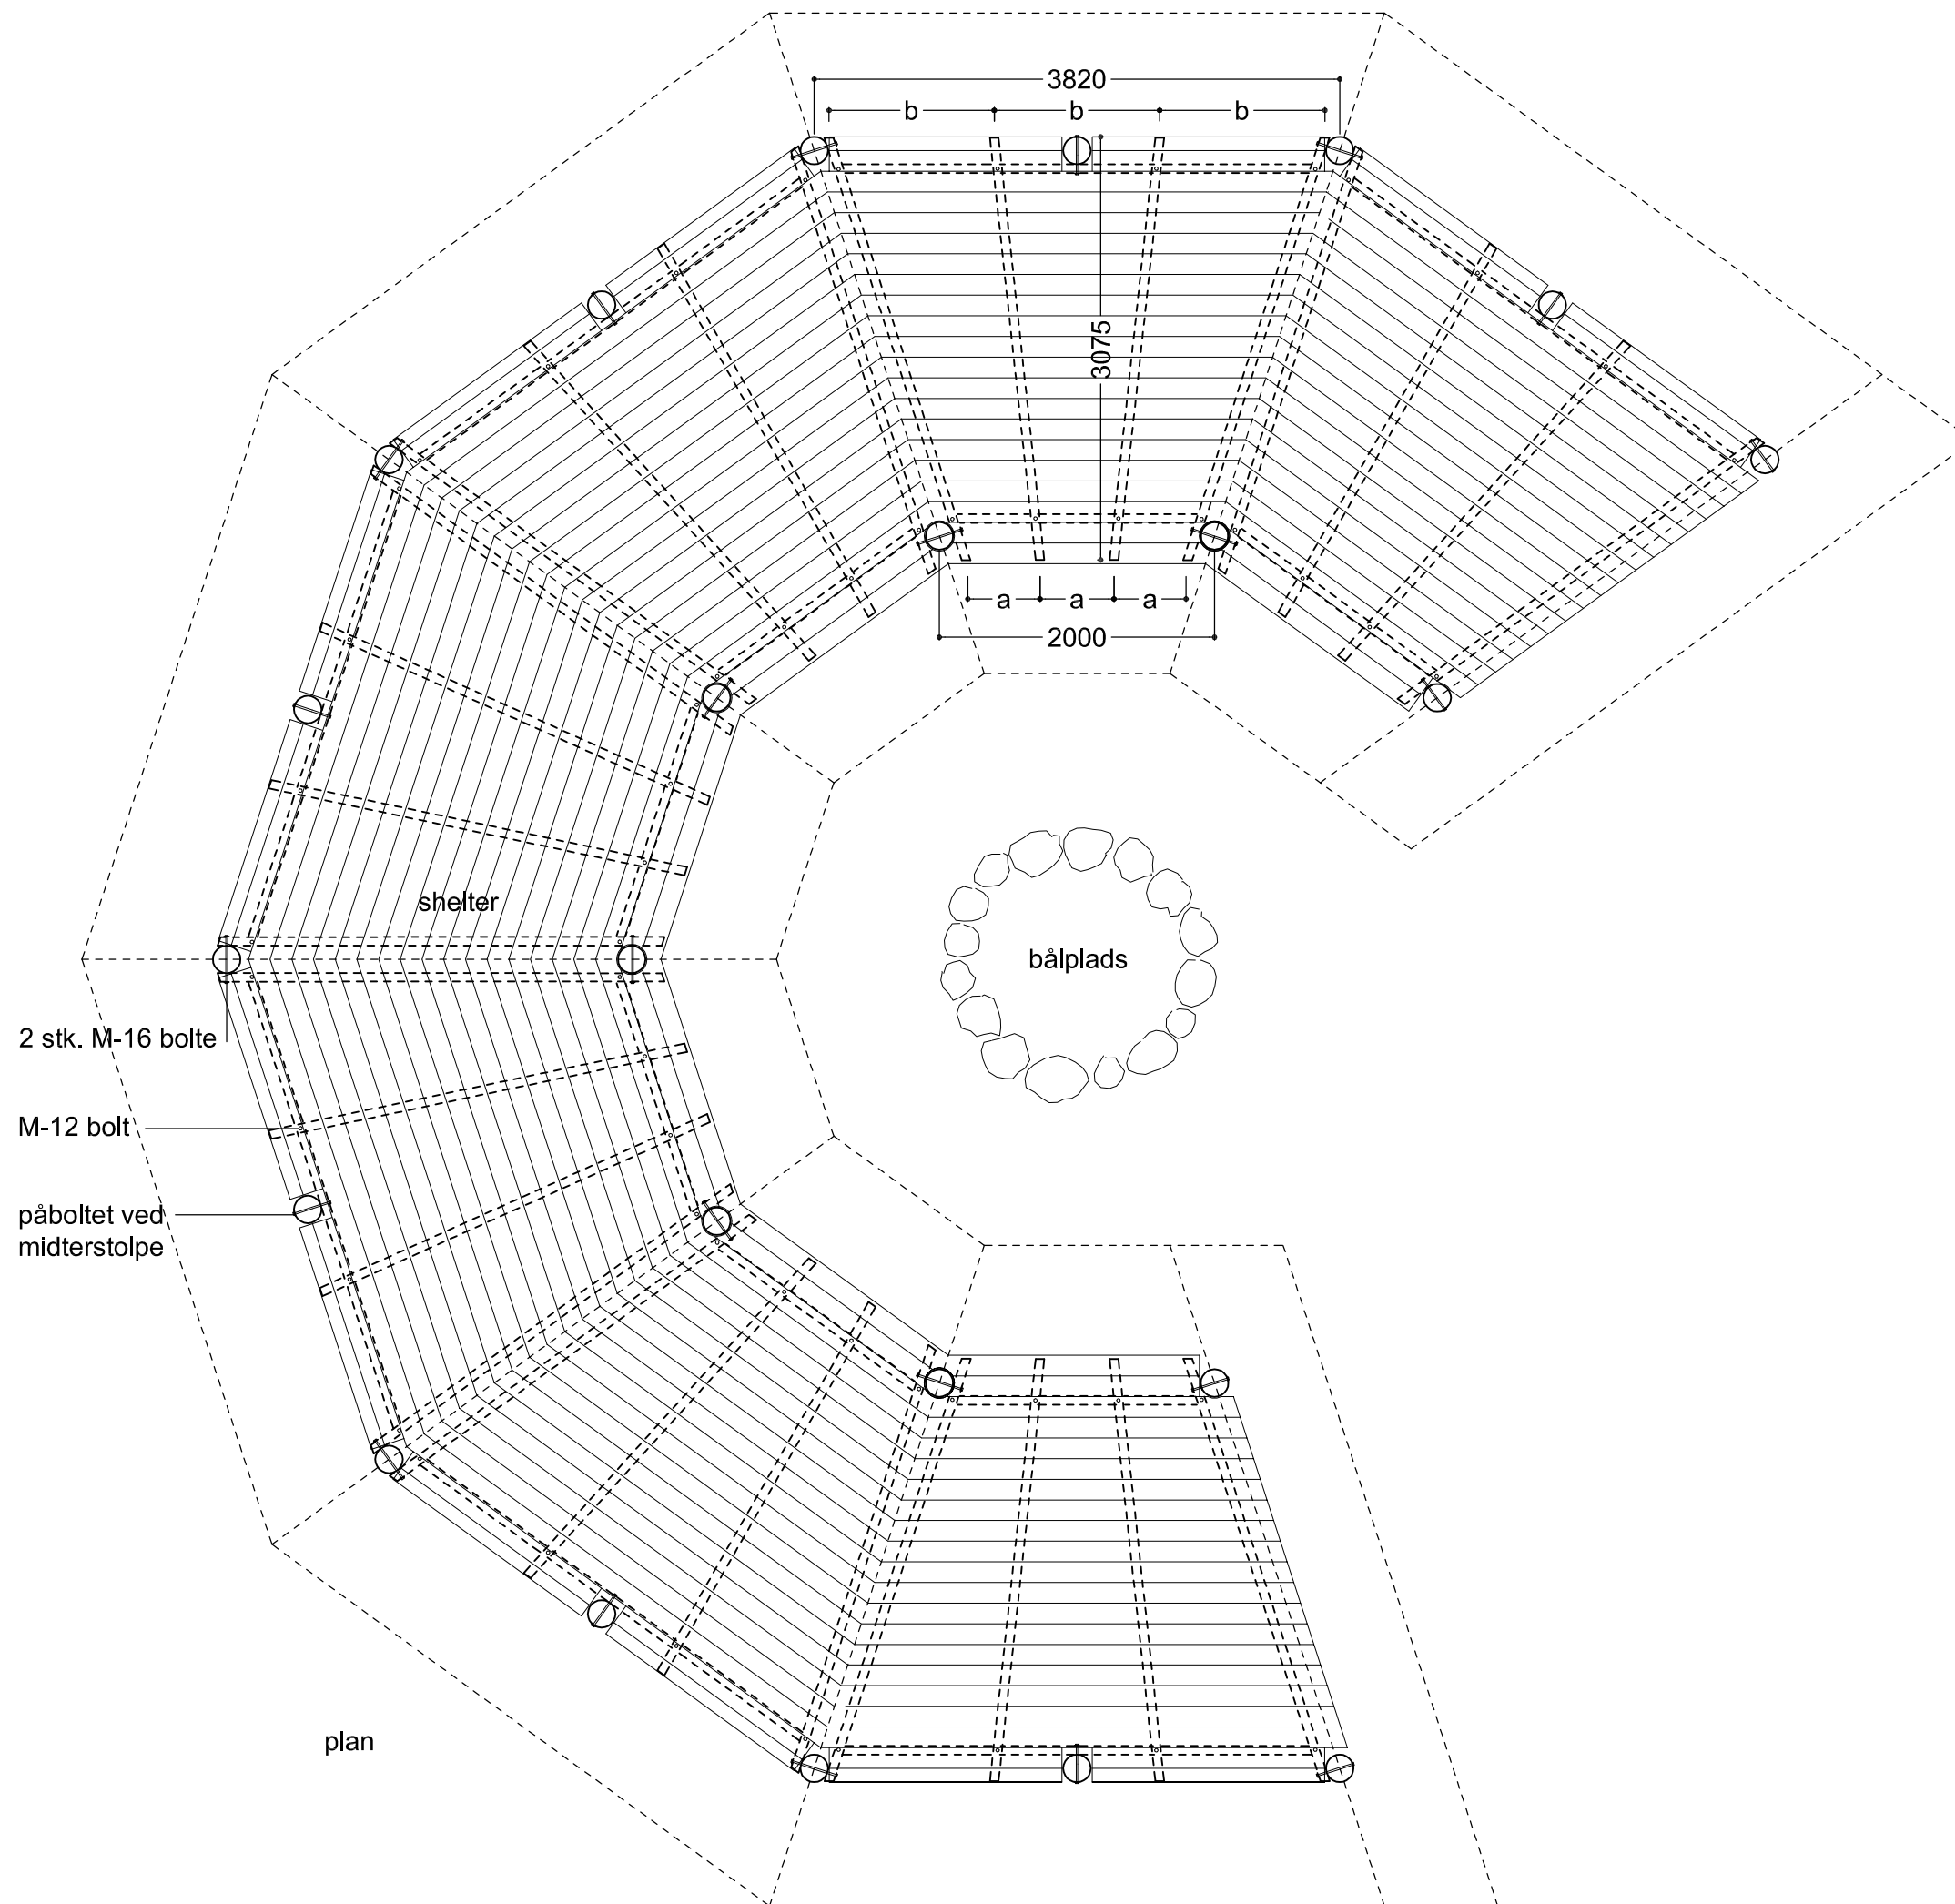 3820
b b b
3075
a a a
2000
shelter
bålplads
2 stk. M-16 bolte
M-12 bolt
påboltet ved
midterstolpe
plan